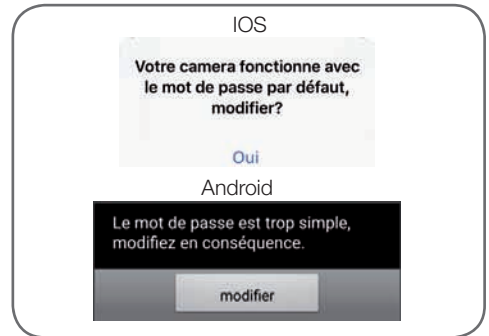 IOS
Votre camera fonctionne avec
le mot de passe par défaut,
modifier?
Oui
Android
Le mot de passe est trop simple,
modifiez en conséquence.
modifier